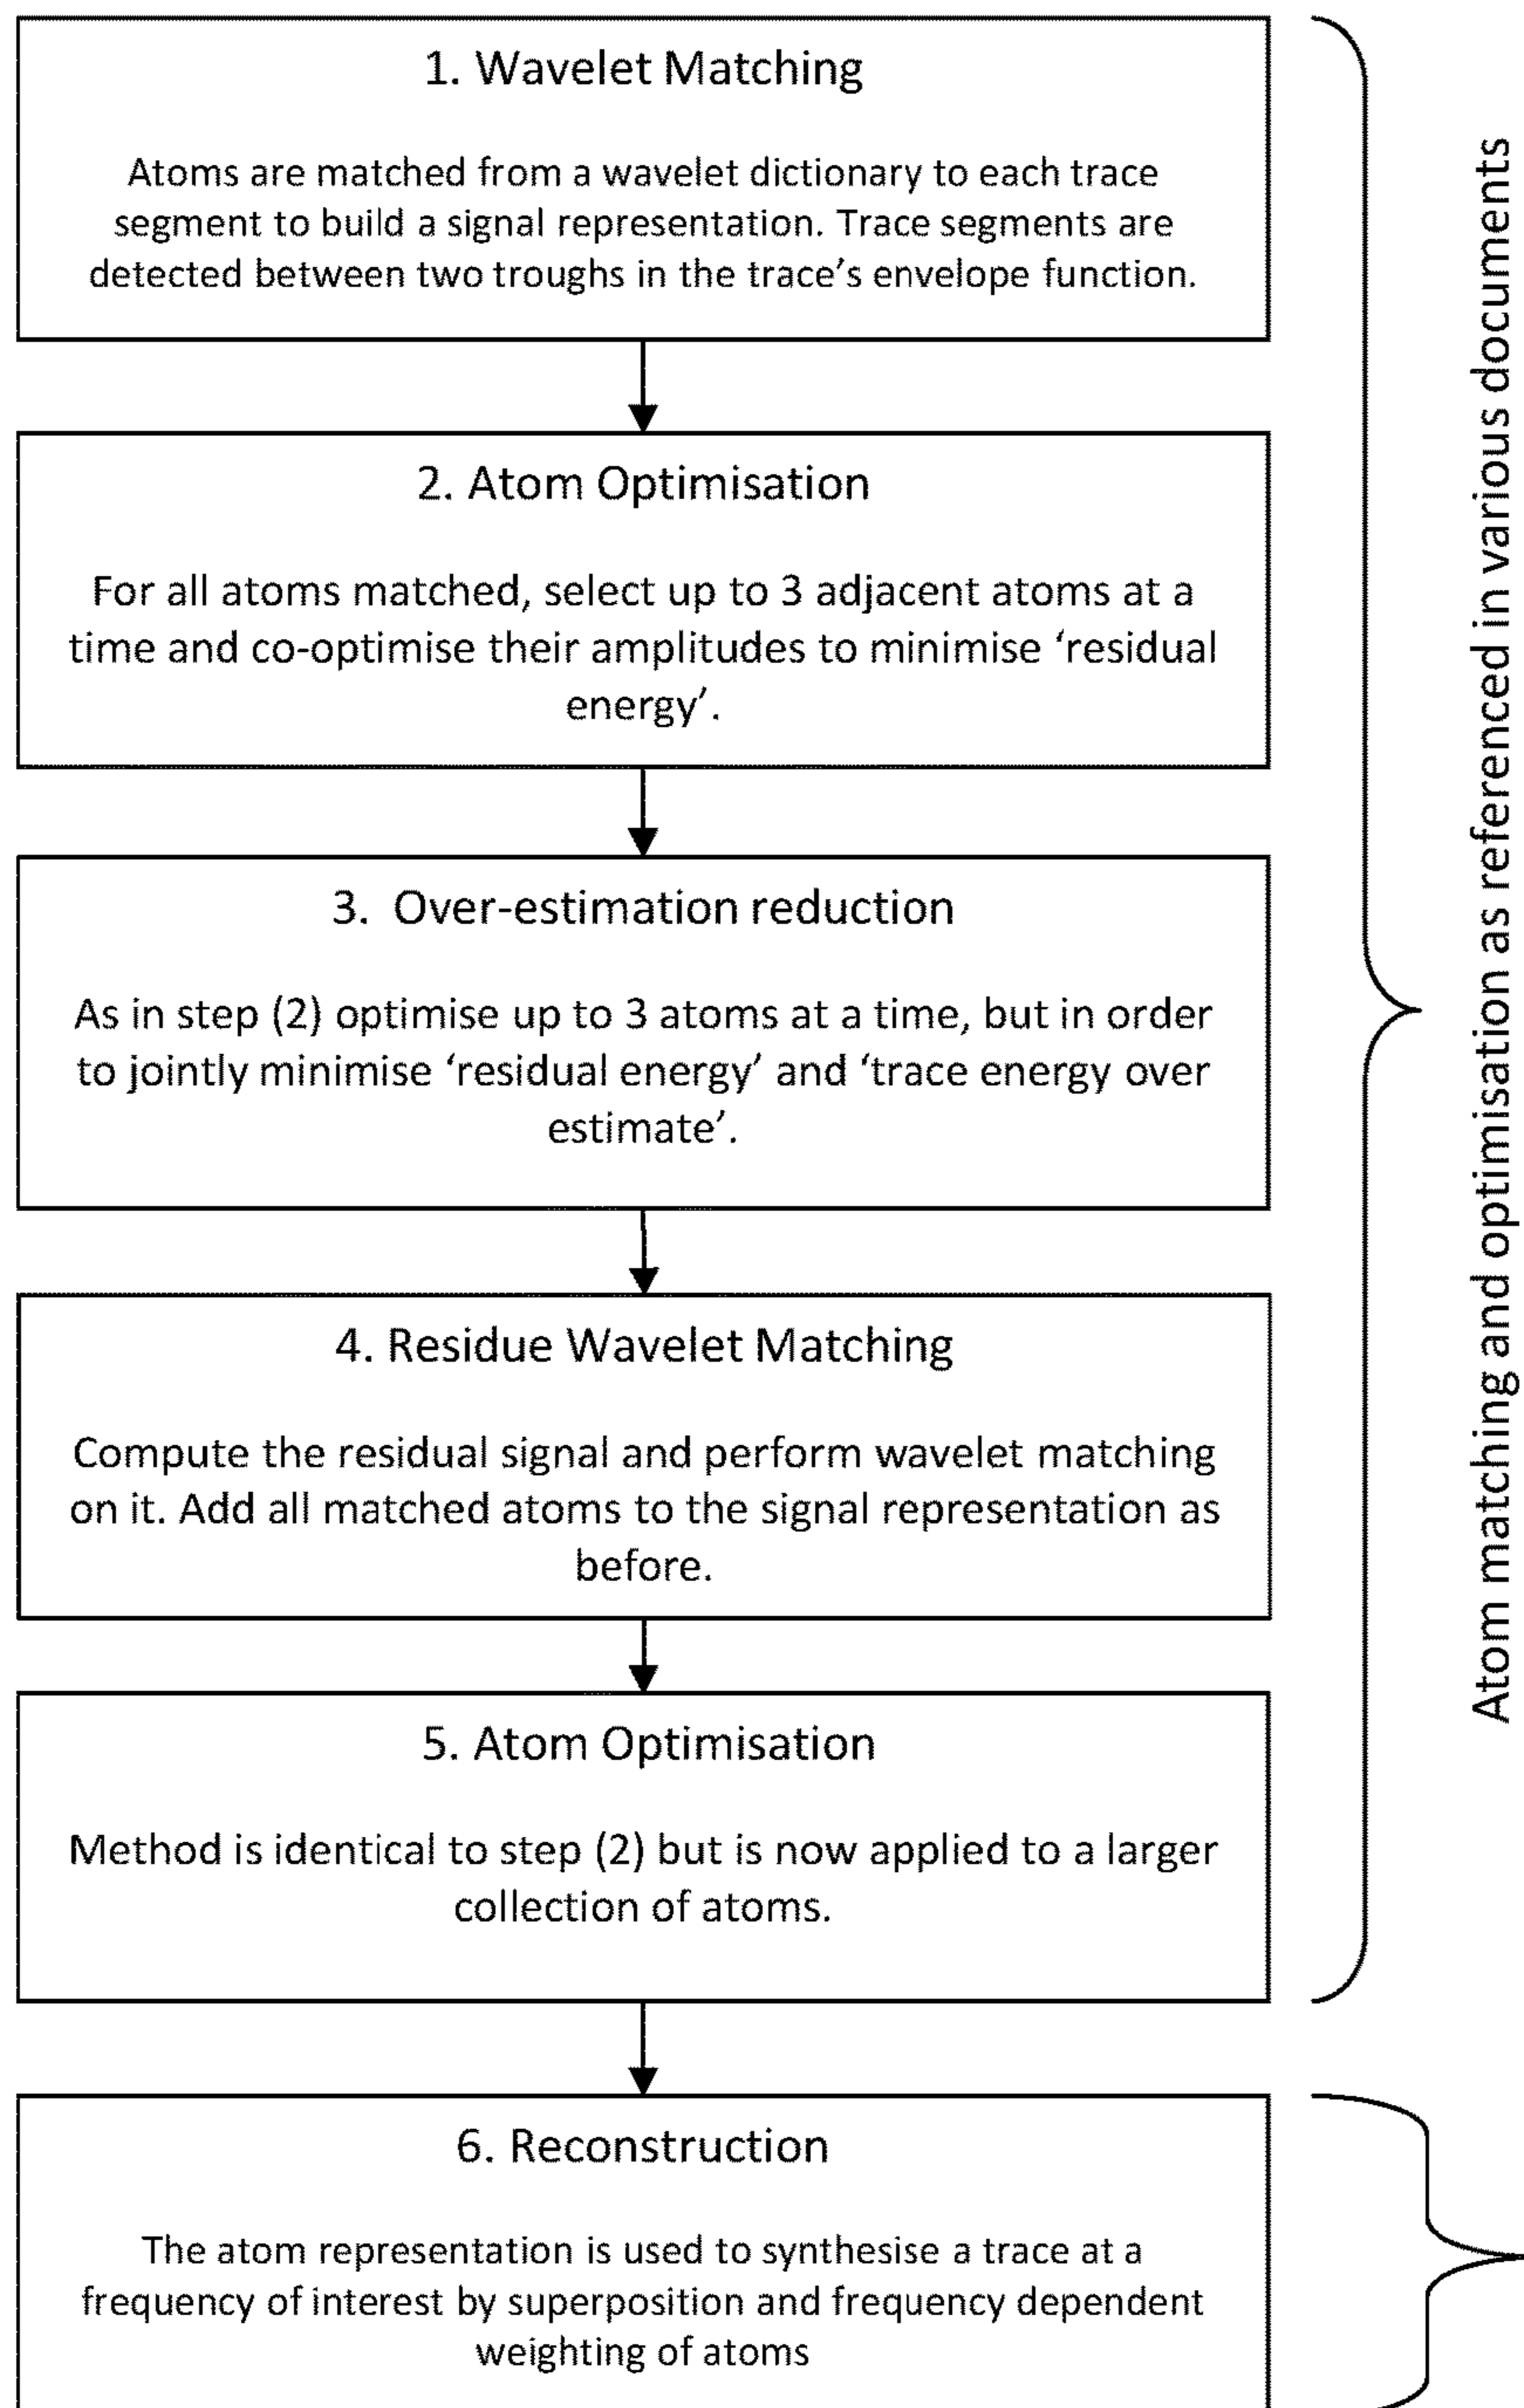 1. Wavelet Matching
Atoms are matched from a wavelet dictionary to each trace
segment to build a signal representation. Trace segments are
detected between two troughs in the trace’s envelope function.
2. Atom Optimisation
For all atoms matched, select up to 3 adjacent atoms at a
time and co-optimise their amplitudes to minimise ‘residual
energy’.
3. Over-estimation reduction
As in step (2) optimise up to 3 atoms at a time, but in order
to jointly minimise ‘residual energy’ and ‘trace energy over
estimate’.
4. Residue Wavelet Matching
Compute the residual signal and perform wavelet matching
on it. Add all matched atoms to the signal representation as
before.
5. Atom Optimisation
Method is identical to step (2) but is now applied to a larger
collection of atoms.
6. Reconstruction
The atom representation is used to synthesise a trace at a
frequency of interest by superposition and frequency dependent
weighting of atoms
Atom matching and optimisation as referenced in various documents